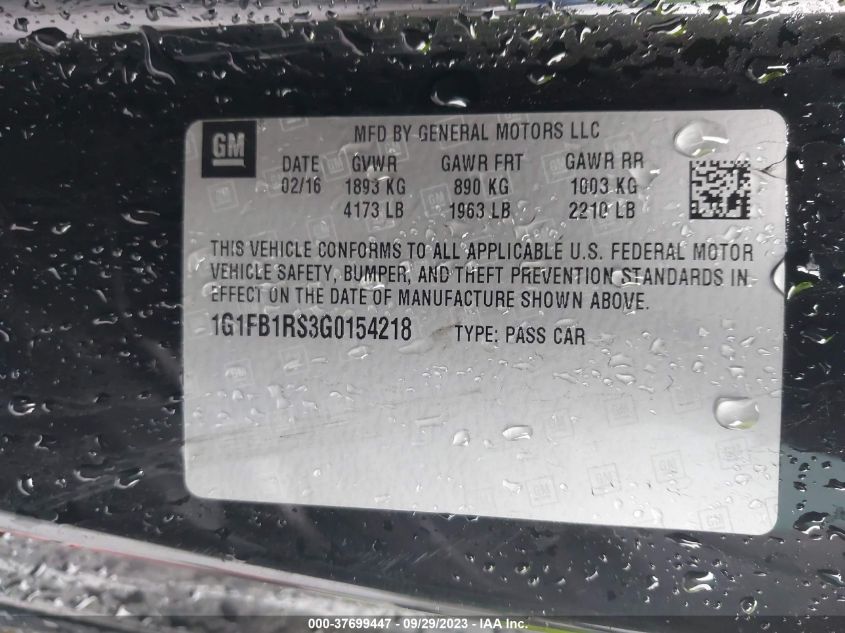 GM
MFD BY GENERAL MOTORS LLC
DATE GVWR GAWR FRT GAWR RR
02/16 1893 KG 890 KG 1003 KG
4173 LB 1963 LB 2210 LB
THIS VEHICLE CONFORMS TO ALL APPLICABLE U.S. FEDERAL MOTOR
VEHICLE SAFETY, BUMPER, AND THEFT PREVENTION STANDARDS IN
EFFECT ON THE DATE OF MANUFACTURE SHOWN ABOVE.
1G1FB1RS3G0154218 TYPE: PASS CAR
000-37699447 - 09/29/2023 - 1G1FB1RS3G0154218